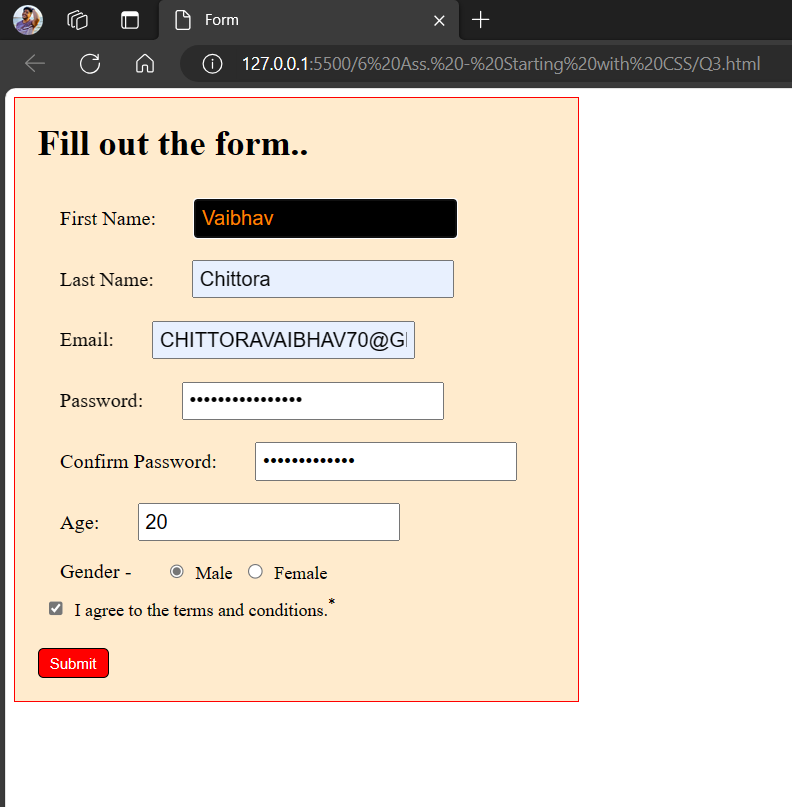 Form
127.0.0.1:5500/6%20Ass.%20-%20Starting%20with%20CSS/Q3.html
Fill out the form..
First Name: Vaibhav
Last Name: Chittora
Email: CHITTORAVAIBHAV70@G
Password: ••••••••••••••••
Confirm Password: •••••••••••••
Age: 20
Gender - Male Female
I agree to the terms and conditions.*
Submit